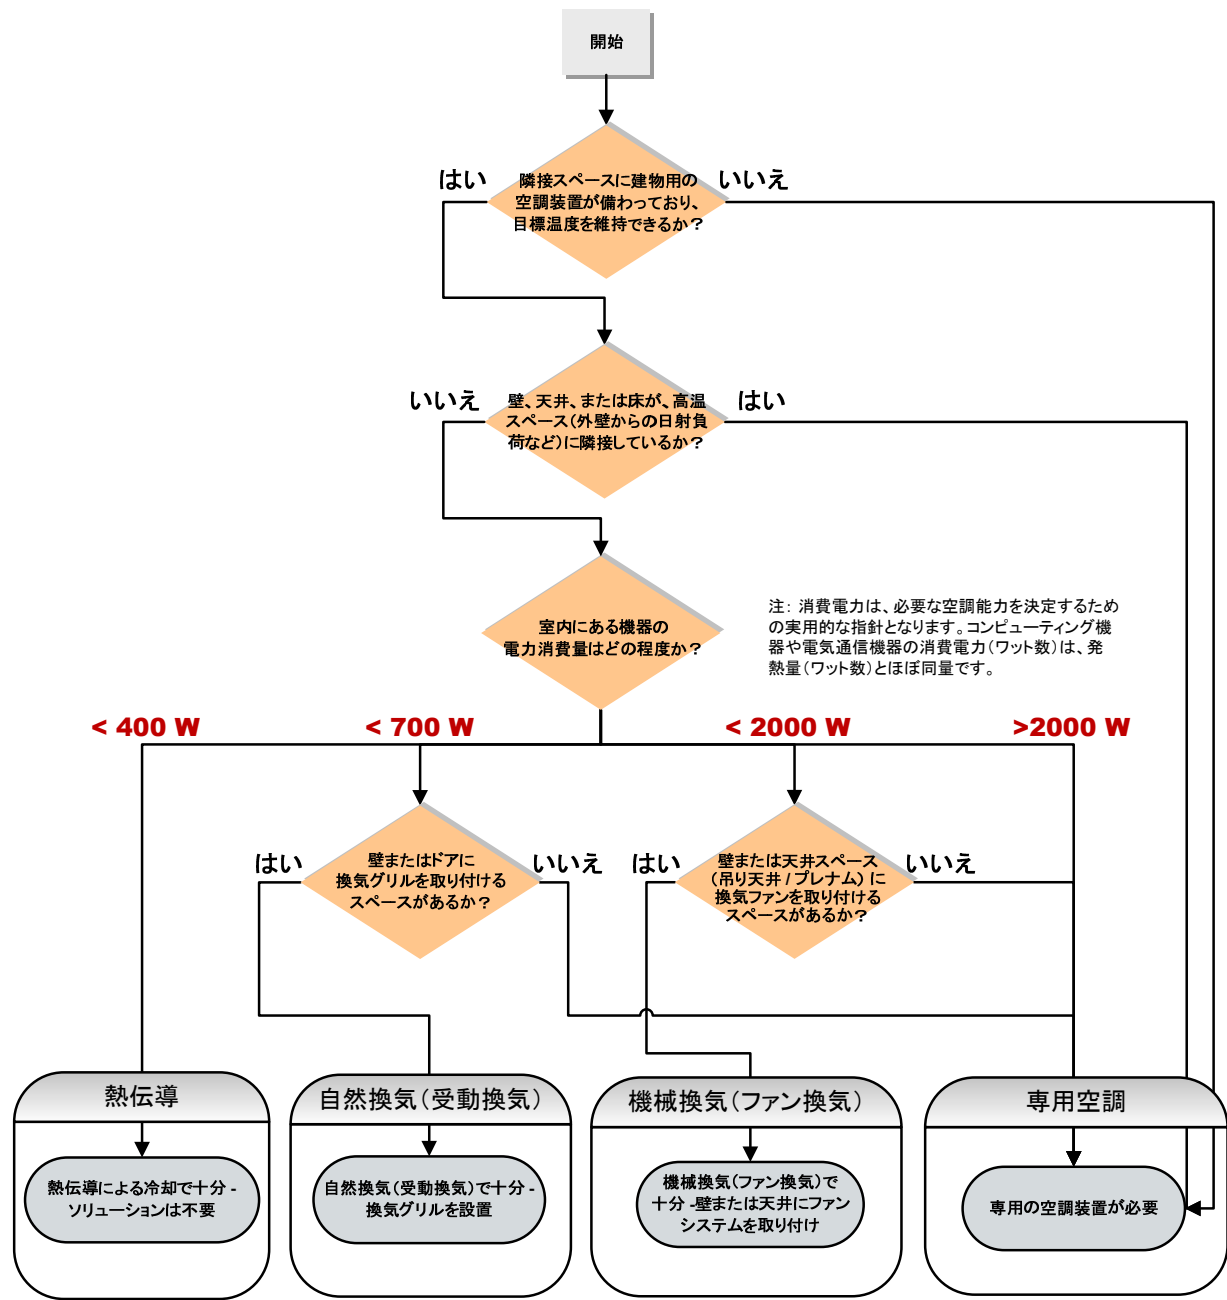 開始
はい
いいえ
隣接スペースに建物用の
空調装置が備わっており、
目標温度を維持できるか？
いいえ
はい
壁、天井、または床が、高温
スペース（外壁からの日射負
荷など）に隣接しているか？
室内にある機器の
電力消費量はどの程度か？
注： 消費電力は、必要な空調能力を決定するため
の実用的な指針となります。コンピューティング機
器や電気通信機器の消費電力（ワット数）は、発
熱量（ワット数）とほぼ同量です。
< 400 W
< 700 W
< 2000 W
>2000 W
はい
いいえ
壁またはドアに
換気グリルを取り付ける
スペースがあるか？
はい
いいえ
壁または天井スペース
（吊り天井 / プレナム）に
換気ファンを取り付ける
スペースがあるか？
熱伝導
熱伝導による冷却で十分 -
ソリューションは不要
自然換気（受動換気）
自然換気（受動換気）で十分 -
換気グリルを設置
機械換気（ファン換気）
機械換気（ファン換気）で
十分 -壁または天井にファン
システムを取り付け
専用空調
専用の空調装置が必要